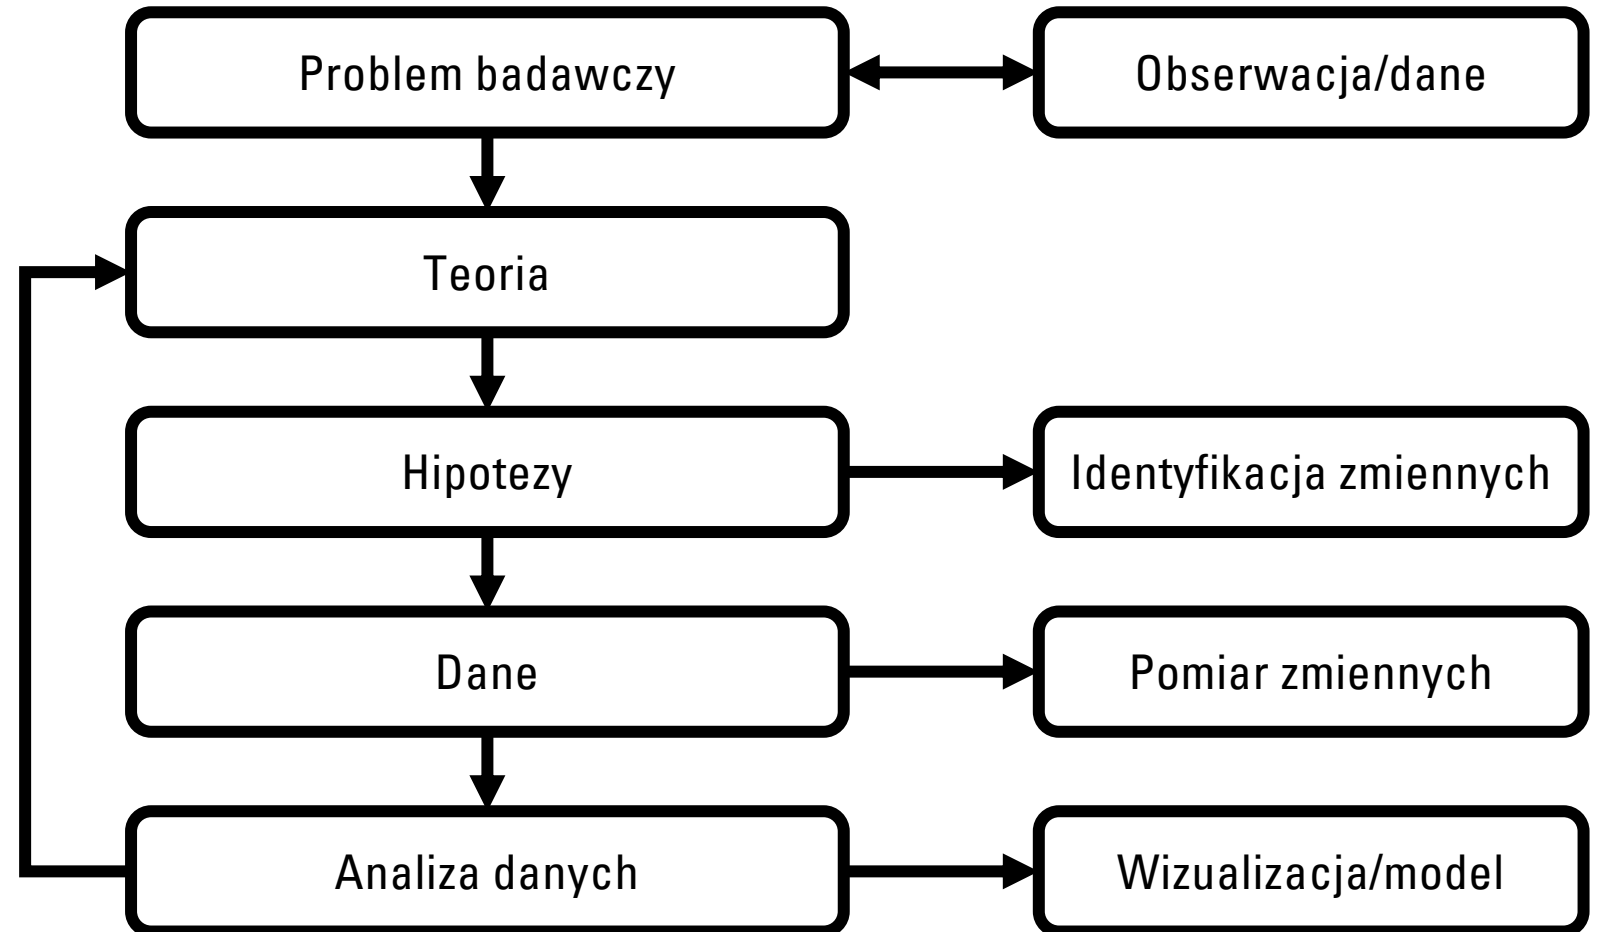 Problem badawczy
Obserwacja/dane
Teoria
Hipotezy
Identyfikacja zmiennych
Dane
Pomiar zmiennych
Analiza danych
Wizualizacja/model